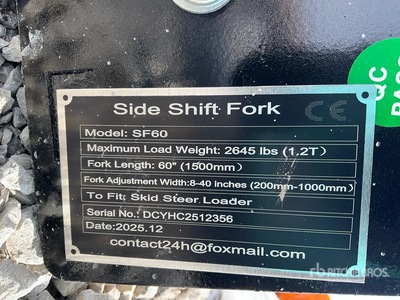 Side Shift Fork
CE
Model: SF60
Maximum Load Weight: 2645 lbs (1.2T)
Fork Length: 60" (1500mm)
Fork Adjustment Width:8-40 inches (200mm-1000mm)
To Fit; Skid Steer Loader
Serial No.: DCYHC2512356
Date:2025.12
contact24h@foxmail.com
QC
rb RITCHIE BROS.